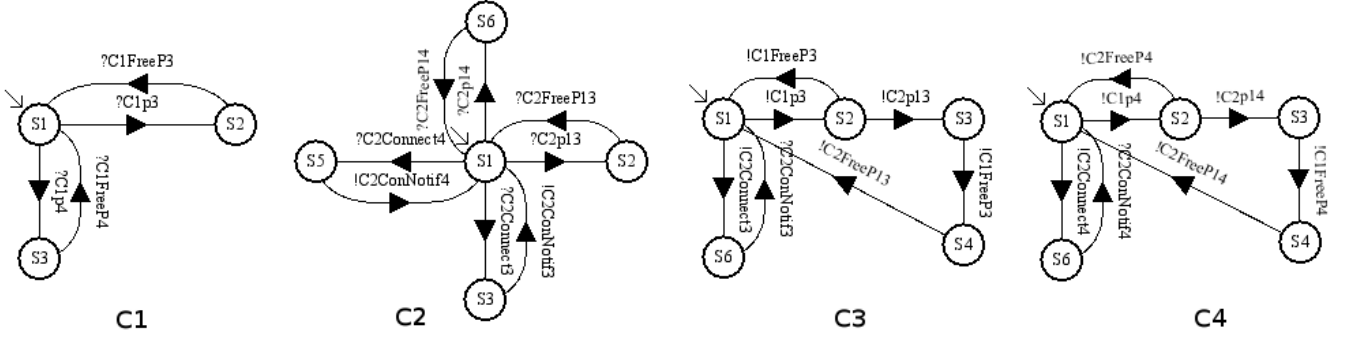 ?C1FreeP3
?C1p3
S1
S2
?C1p4
?C1FreeP4
S3
C1
S6
?C2FreeP14
?C2p14
?C2FreeP13
?C2Connect4
?C2p13
S5
S1
S2
!C2ConNotif4
?C2Connect3
!C2ConNotif3
S3
C2
!C1FreeP3
!C1p3
!C2p13
S1
S2
S3
!C2Connect3
?C2ConNotif3
!C2FreeP13
!C1FreeP3
S6
S4
C3
!C2FreeP4
!C1p4
!C2p14
S1
S2
S3
!C2Connect4
?C2ConNotif4
!C2FreeP14
!C1FreeP4
S6
S4
C4